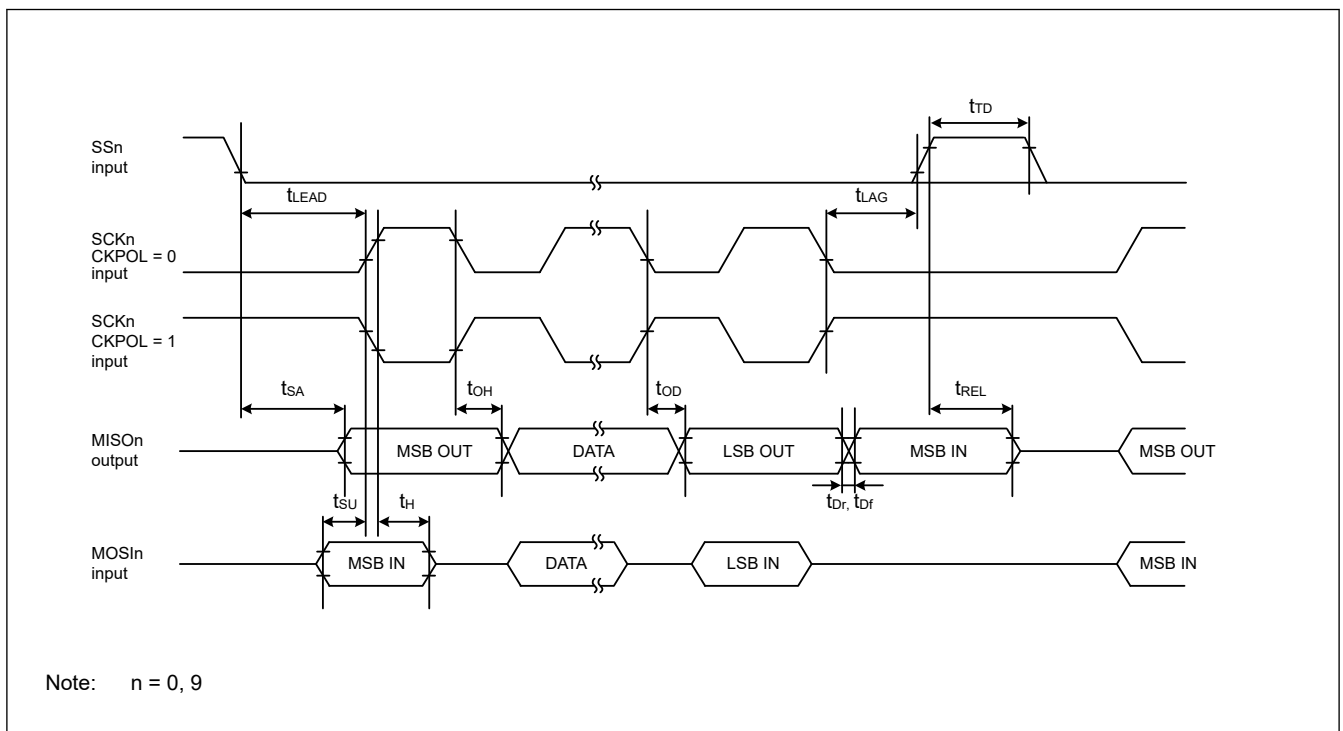 tTD
SSn
input
tLEAD
tLAG
SCKn
CKPOL = 0
input
SCKn
CKPOL = 1
input
tSA
tOH
tOD
tREL
MISOn
output
MSB OUT
DATA
LSB OUT
MSB IN
MSB OUT
tSU
tH
tDr, tDf
MOSIn
input
MSB IN
DATA
LSB IN
MSB IN
Note: n = 0, 9